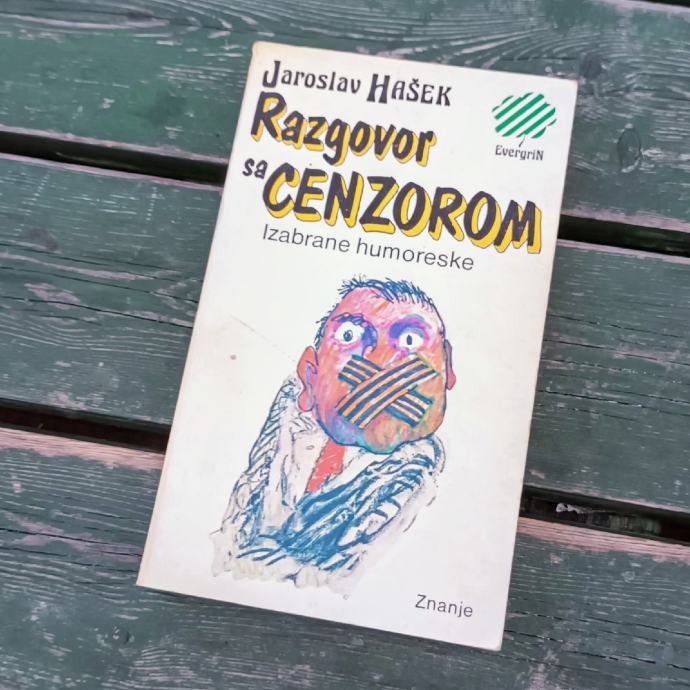 Jaroslav HAŠEK
EvergriN
Razgovor
sa CENZOROM
Izabrane humoreske
Znanje